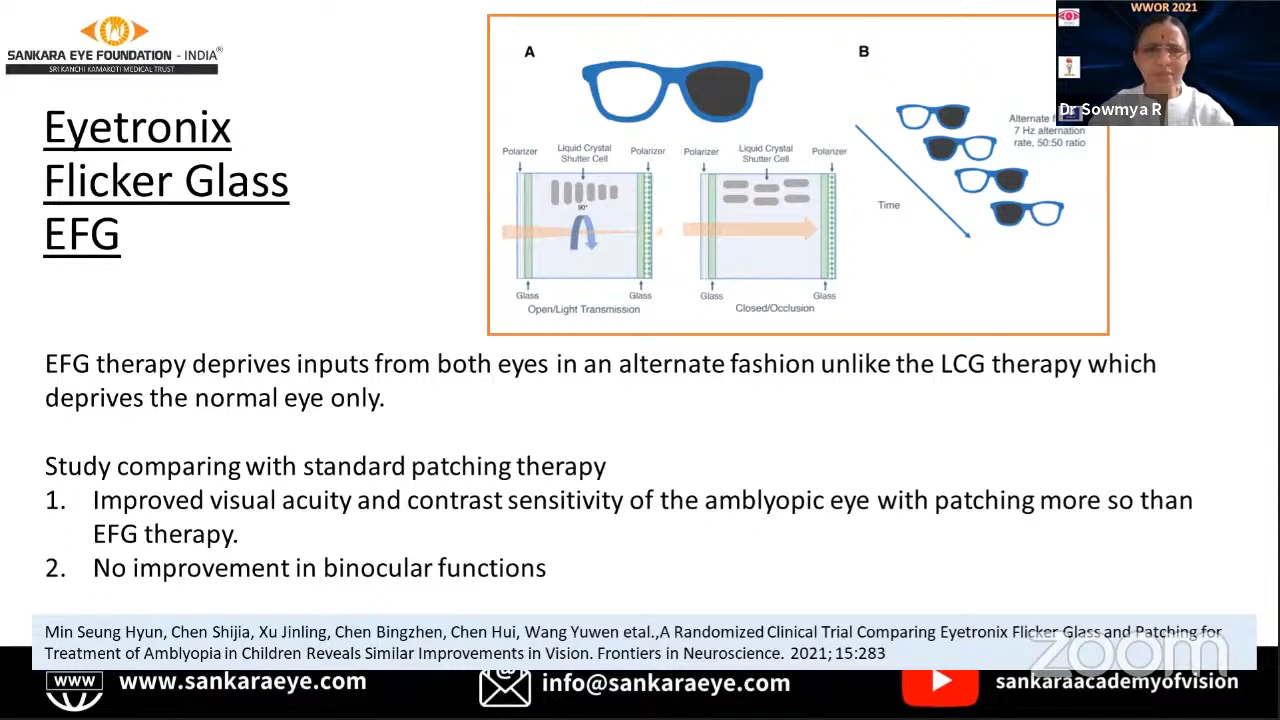 SANKARA EYE FOUNDATION - INDIA®
SRI KANCHI KAMAKOTI MEDICAL TRUST
WWOR 2021
Dr Sowmya R
Eyetronix
Flicker Glass
EFG
A
B
Polarizer
Liquid Crystal
Shutter Cell
Polarizer
90°
Glass
Glass
Open/Light Transmission
Polarizer
Liquid Crystal
Shutter Cell
Polarizer
Glass
Glass
Closed/Occlusion
Alternate
7 Hz alternation
rate, 50:50 ratio
Time
EFG therapy deprives inputs from both eyes in an alternate fashion unlike the LCG therapy which
deprives the normal eye only.
Study comparing with standard patching therapy
1. Improved visual acuity and contrast sensitivity of the amblyopic eye with patching more so than
EFG therapy.
2. No improvement in binocular functions
Min Seung Hyun, Chen Shijia, Xu Jinling, Chen Bingzhen, Chen Hui, Wang Yuwen etal.,A Randomized Clinical Trial Comparing Eyetronix Flicker Glass and Patching for
Treatment of Amblyopia in Children Reveals Similar Improvements in Vision. Frontiers in Neuroscience. 2021; 15:283
zoom
www
www.sankaraeye.com
info@sankaraeye.com
sankaraacademyofvision